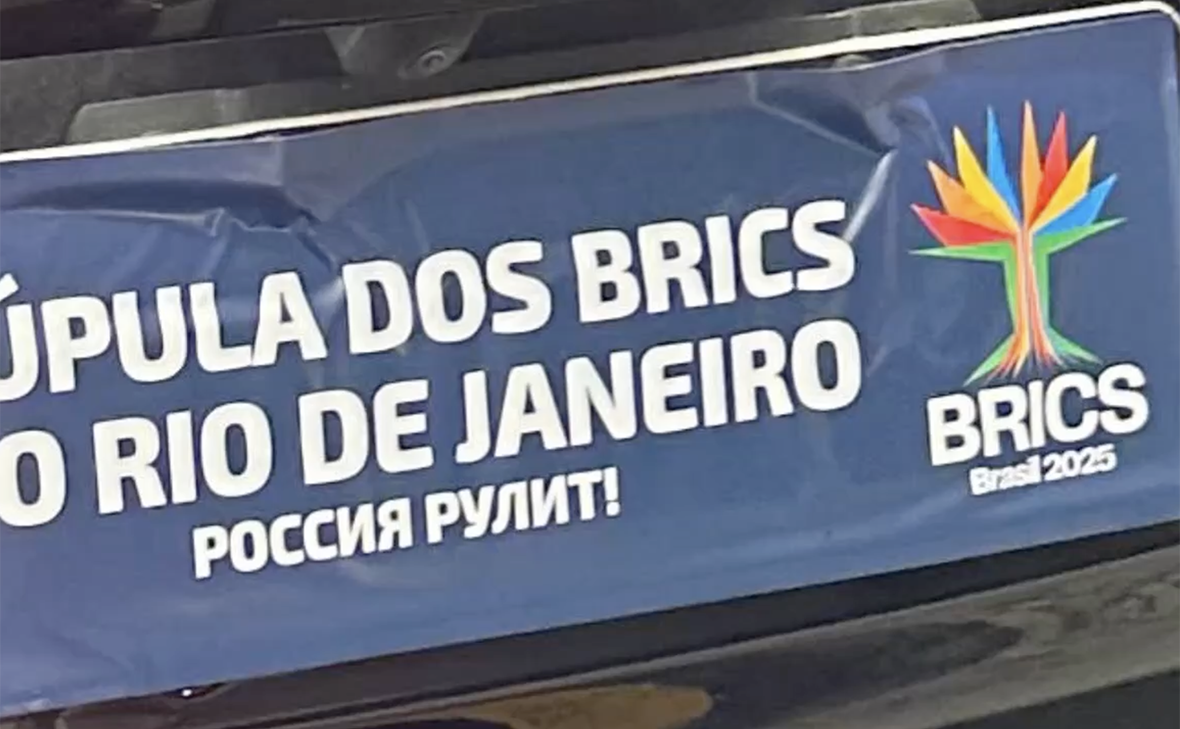 ÚPULA DOS BRICS
O RIO DE JANEIRO
РОССИЯ РУЛИТ!
BRICS
Brasil 2025